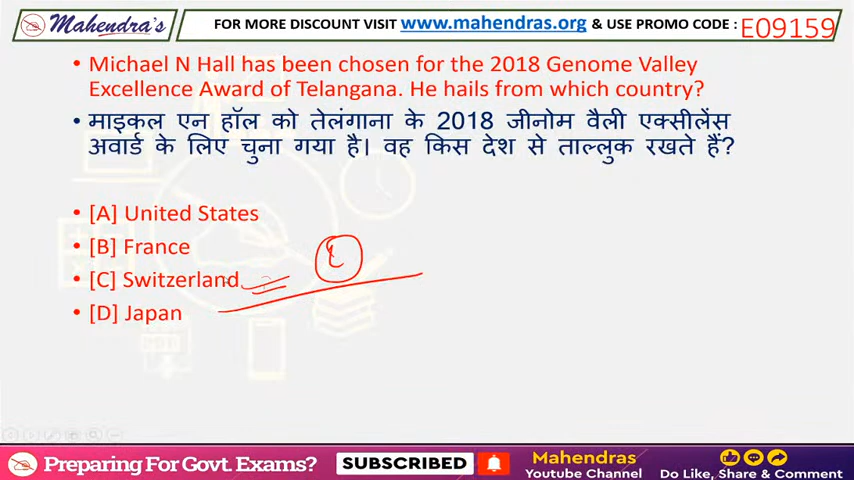 Mahendra's
FOR MORE DISCOUNT VISIT www.mahendras.org & USE PROMO CODE : E09159
• Michael N Hall has been chosen for the 2018 Genome Valley
Excellence Award of Telangana. He hails from which country?
• माइकल एन हॉल को तेलंगाना के 2018 जीनोम वैली एक्सीलेंस
अवार्ड के लिए चुना गया है। वह किस देश से ताल्लुक रखते हैं?
• [A] United States
• [B] France
• [C] Switzerland
• [D] Japan
Preparing For Govt. Exams?
SUBSCRIBED
Mahendras
Youtube Channel
Do Like, Share & Comment